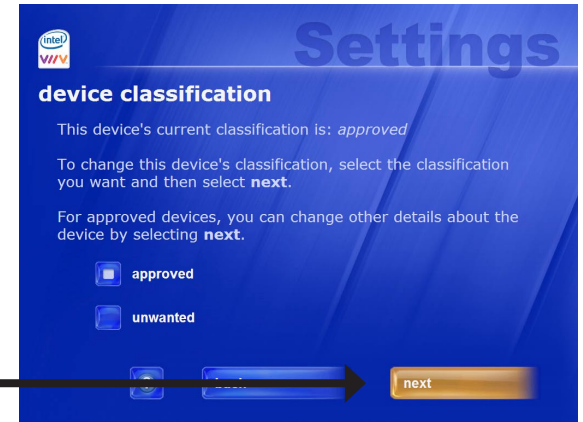 intel
VIIV
Settings
device classification
This device's current classification is: approved
To change this device's classification, select the classification
you want and then select next.
For approved devices, you can change other details about the
device by selecting next.
approved
unwanted
next